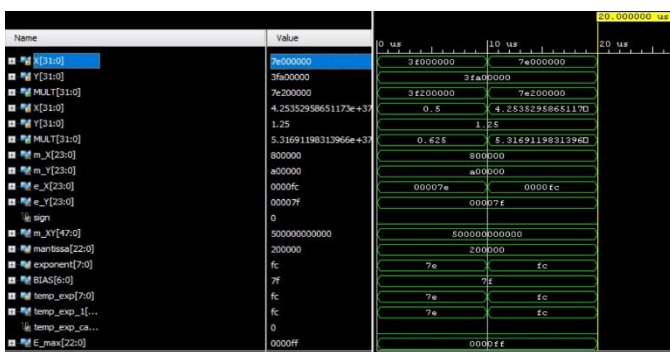 20.000000 us
Name Value 0 us 10 us 20 us
X[31:0] 7e000000 3f000000 7e000000
Y[31:0] 3fa00000 3fa00000
MULT[31:0] 7e200000 3f200000 7e200000
X[31:0] 4.25352958651173e+37 0.5 4.2535295865117
Y[31:0] 1.25 1.25
MULT[31:0] 5.31691198313966e+37 0.625 5.3169119831396
m_X[23:0] 800000 800000
m_Y[23:0] a00000 a00000
e_X[23:0] 0000fc 00007e 0000fc
e_Y[23:0] 00007f 00007f
sign 0
m_XY[47:0] 500000000000 500000000000
mantissa[22:0] 200000 200000
exponent[7:0] fc 7e fc
BIAS[6:0] 7f 7f
temp_exp[7:0] fc 7e fc
temp_exp_1[... fc 7e fc
temp_exp_ca... 0
E_max[22:0] 0000ff 0000ff